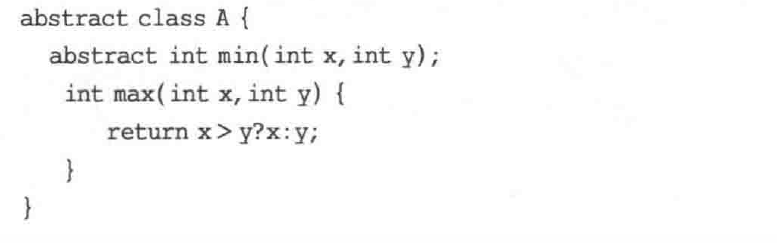 abstract class A {
abstract int min(int x, int y);
int max(int x, int y) {
return x > y?x:y;
}
}